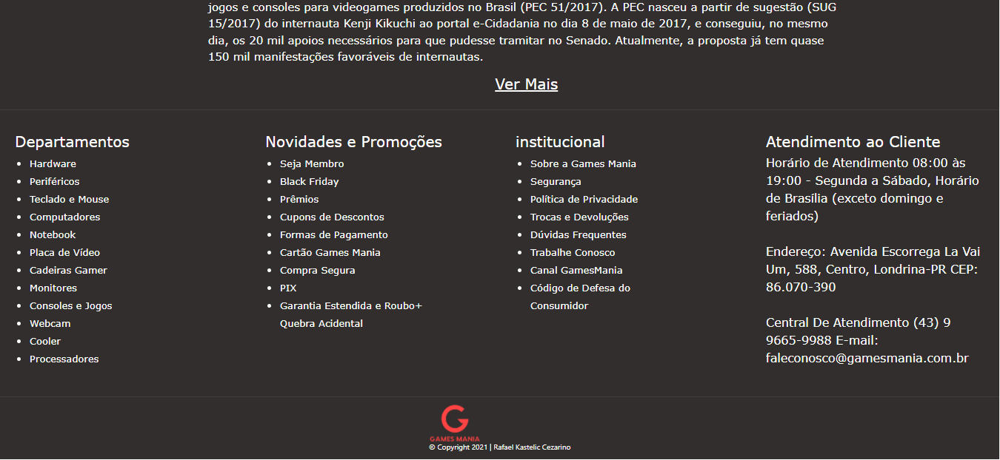 jogos e consoles para videogames produzidos no Brasil (PEC 51/2017). A PEC nasceu a partir de sugestão (SUG
15/2017) do internauta Kenji Kikuchi ao portal e-Cidadania no dia 8 de maio de 2017, e conseguiu, no mesmo
dia, os 20 mil apoios necessários para que pudesse tramitar no Senado. Atualmente, a proposta já tem quase
150 mil manifestações favoráveis de internautas.
Ver Mais
Departamentos
Hardware
Periféricos
Teclado e Mouse
Computadores
Notebook
Placa de Vídeo
Cadeiras Gamer
Monitores
Consoles e Jogos
Webcam
Cooler
Processadores
Novidades e Promoções
Seja Membro
Black Friday
Prêmios
Cupons de Descontos
Formas de Pagamento
Cartão Games Mania
Compra Segura
PIX
Garantia Estendida e Roubo+
Quebra Acidental
institucional
Sobre a Games Mania
Segurança
Política de Privacidade
Trocas e Devoluções
Dúvidas Frequentes
Trabalhe Conosco
Canal GamesMania
Código de Defesa do
Consumidor
Atendimento ao Cliente
Horário de Atendimento 08:00 às
19:00 - Segunda a Sábado, Horário
de Brasília (exceto domingo e
feriados)
Endereço: Avenida Escorrega La Vai
Um, 588, Centro, Londrina-PR CEP:
86.070-390
Central De Atendimento (43) 9
9665-9988 E-mail:
faleconosco@gamesmania.com.br
G
GAMES MANIA
© Copyright 2021 | Rafael Kastelic Cezarino